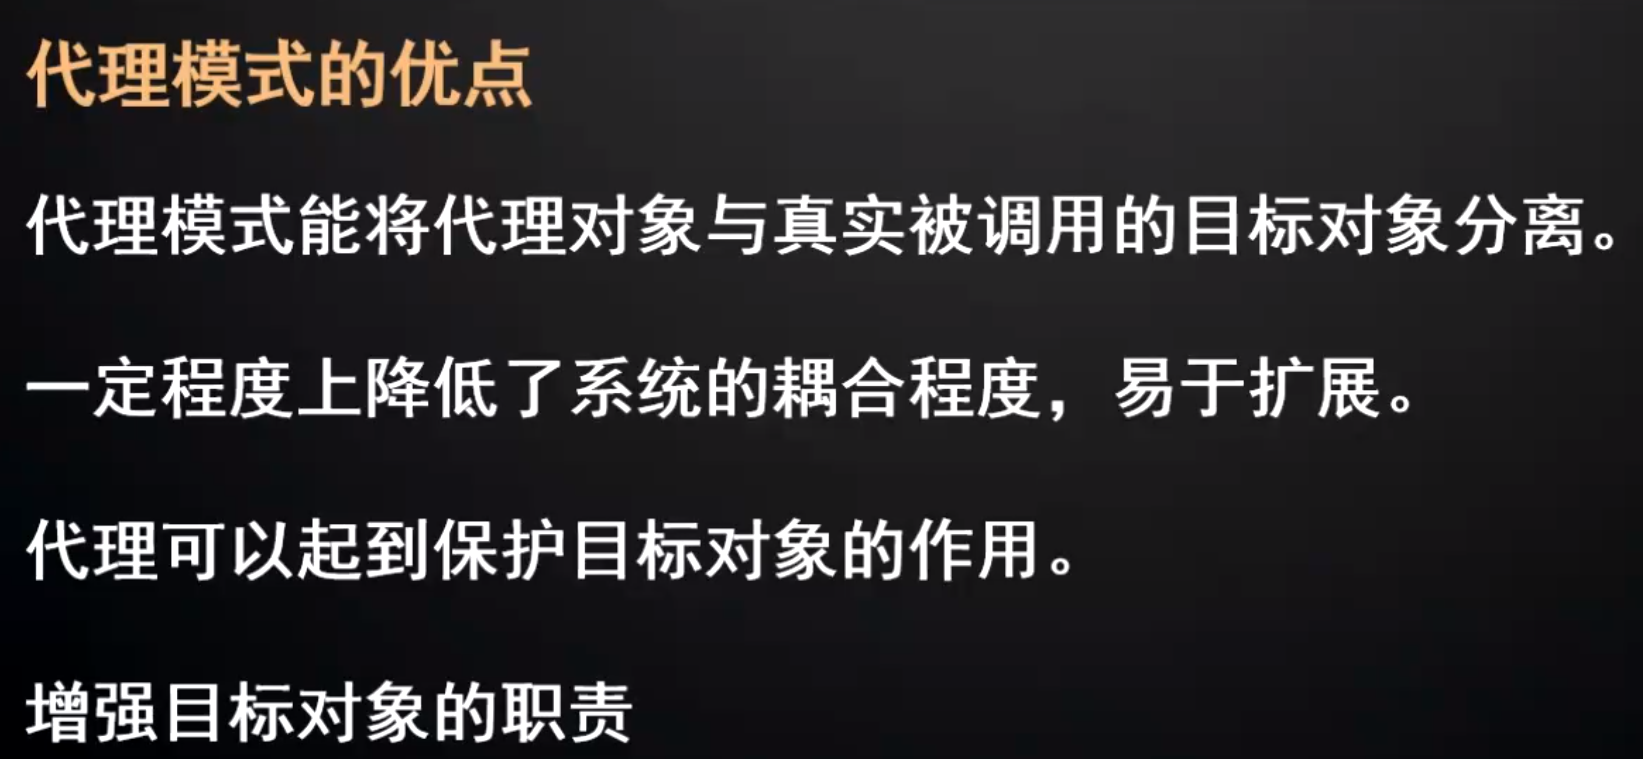 代理模式的优点
代理模式能将代理对象与真实被调用的目标对象分离。
一定程度上降低了系统的耦合程度，易于扩展。
代理可以起到保护目标对象的作用。
增强目标对象的职责